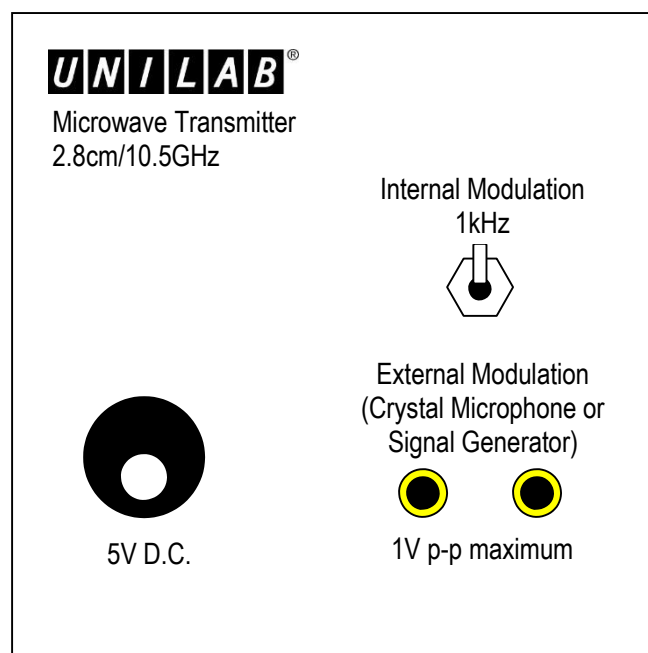 UNILAB®
Microwave Transmitter
2.8cm/10.5GHz
Internal Modulation
1kHz
External Modulation
(Crystal Microphone or
Signal Generator)
5V D.C.
1V p-p maximum